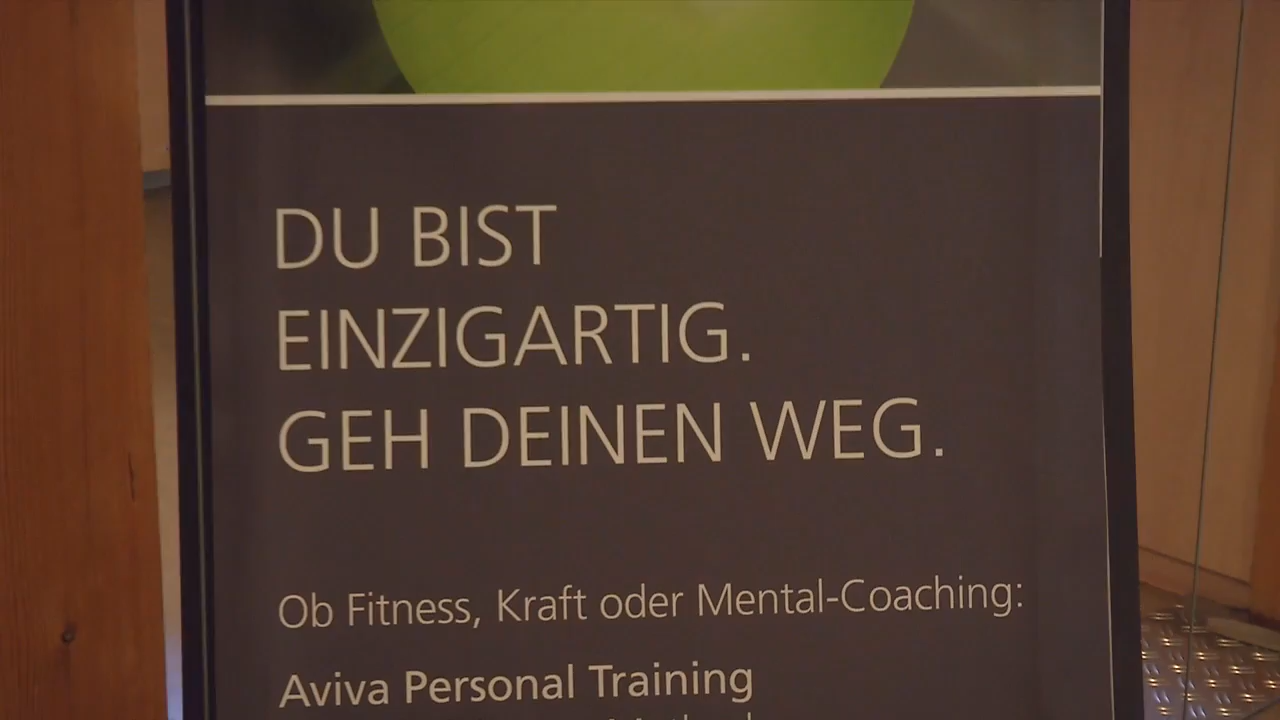 DU BIST
EINZIGARTIG.
GEH DEINEN WEG.
Ob Fitness, Kraft oder Mental-Coaching:
Aviva Personal Training